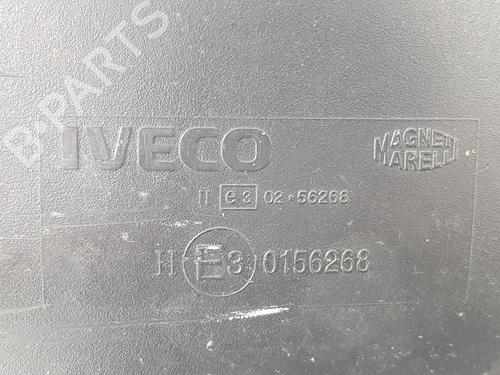 B-PARTS
IVECO
MAGNETI
MARELLI
II e3 02*56268
II E3 0156268